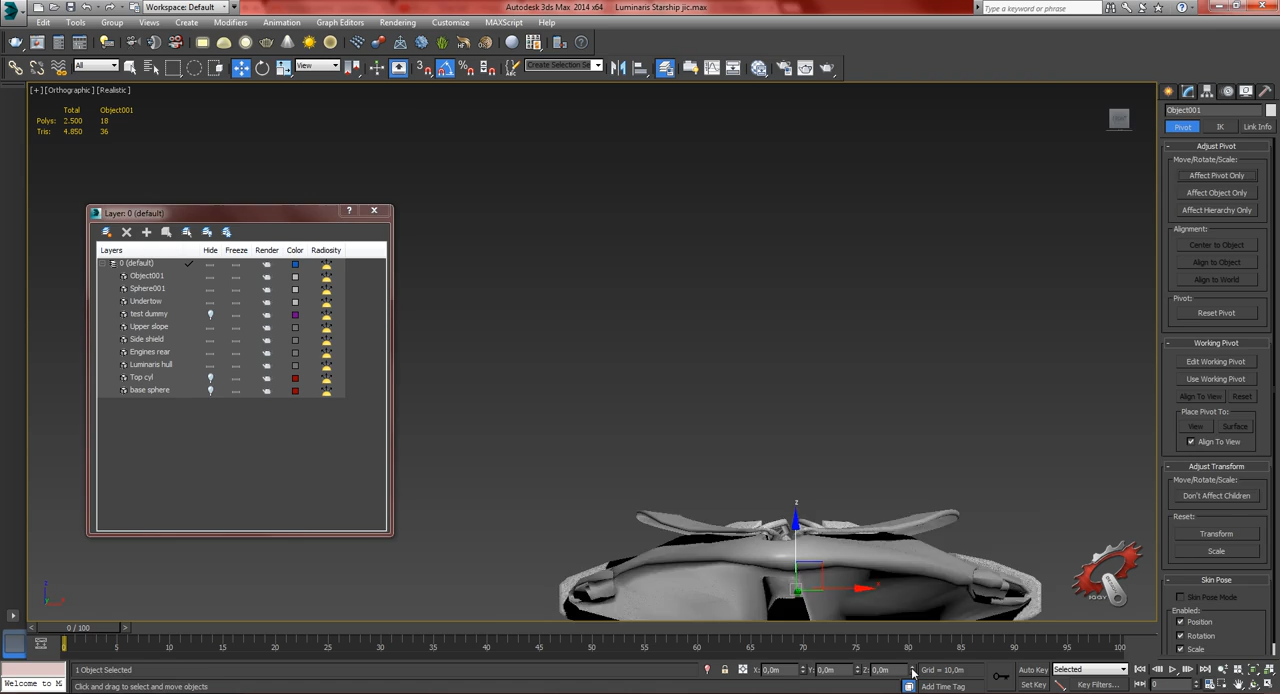 Workspace: Default
Autodesk 3ds Max 2014 x64 Luminaris Starship jic.max
Type a keyword or phrase
Edit Tools Group Views Create Modifiers Animation Graph Editors Rendering Customize MAXScript Help
All View Create Selection Se
[+] [Orthographic] [Realistic]
Total Object001
Polys: 2.500 18
Tris: 4.850 36
Object001
Pivot IK Link Info
- Adjust Pivot
Move/Rotate/Scale:
Affect Pivot Only
Affect Object Only
Affect Hierarchy Only
Alignment:
Center to Object
Align to Object
Align to World
Pivot:
Reset Pivot
- Working Pivot
Edit Working Pivot
Use Working Pivot
Align To View Reset
Place Pivot To:
View Surface
Align To View
- Adjust Transform
Move/Rotate/Scale:
Don't Affect Children
Reset:
Transform
Scale
- Skin Pose
Skin Pose Mode
Enabled:
Position
Rotation
Scale
Layer: 0 (default)
Layers Hide Freeze Render Color Radiosity
0 (default)
Object001
Sphere001
Undertow
test dummy
Upper slope
Side shield
Engines rear
Luminaris hull
Top cyl
base sphere
z
0 / 100
0 5 10 15 20 25 30 35 40 45 50 55 60 65 70 75 80 85 90 95 100
1 Object Selected X: 0,0m Y: 0,0m Z: 0,0m Grid = 10,0m Auto Key Selected
Welcome to M Click and drag to select and move objects Add Time Tag Set Key Key Filters... 0